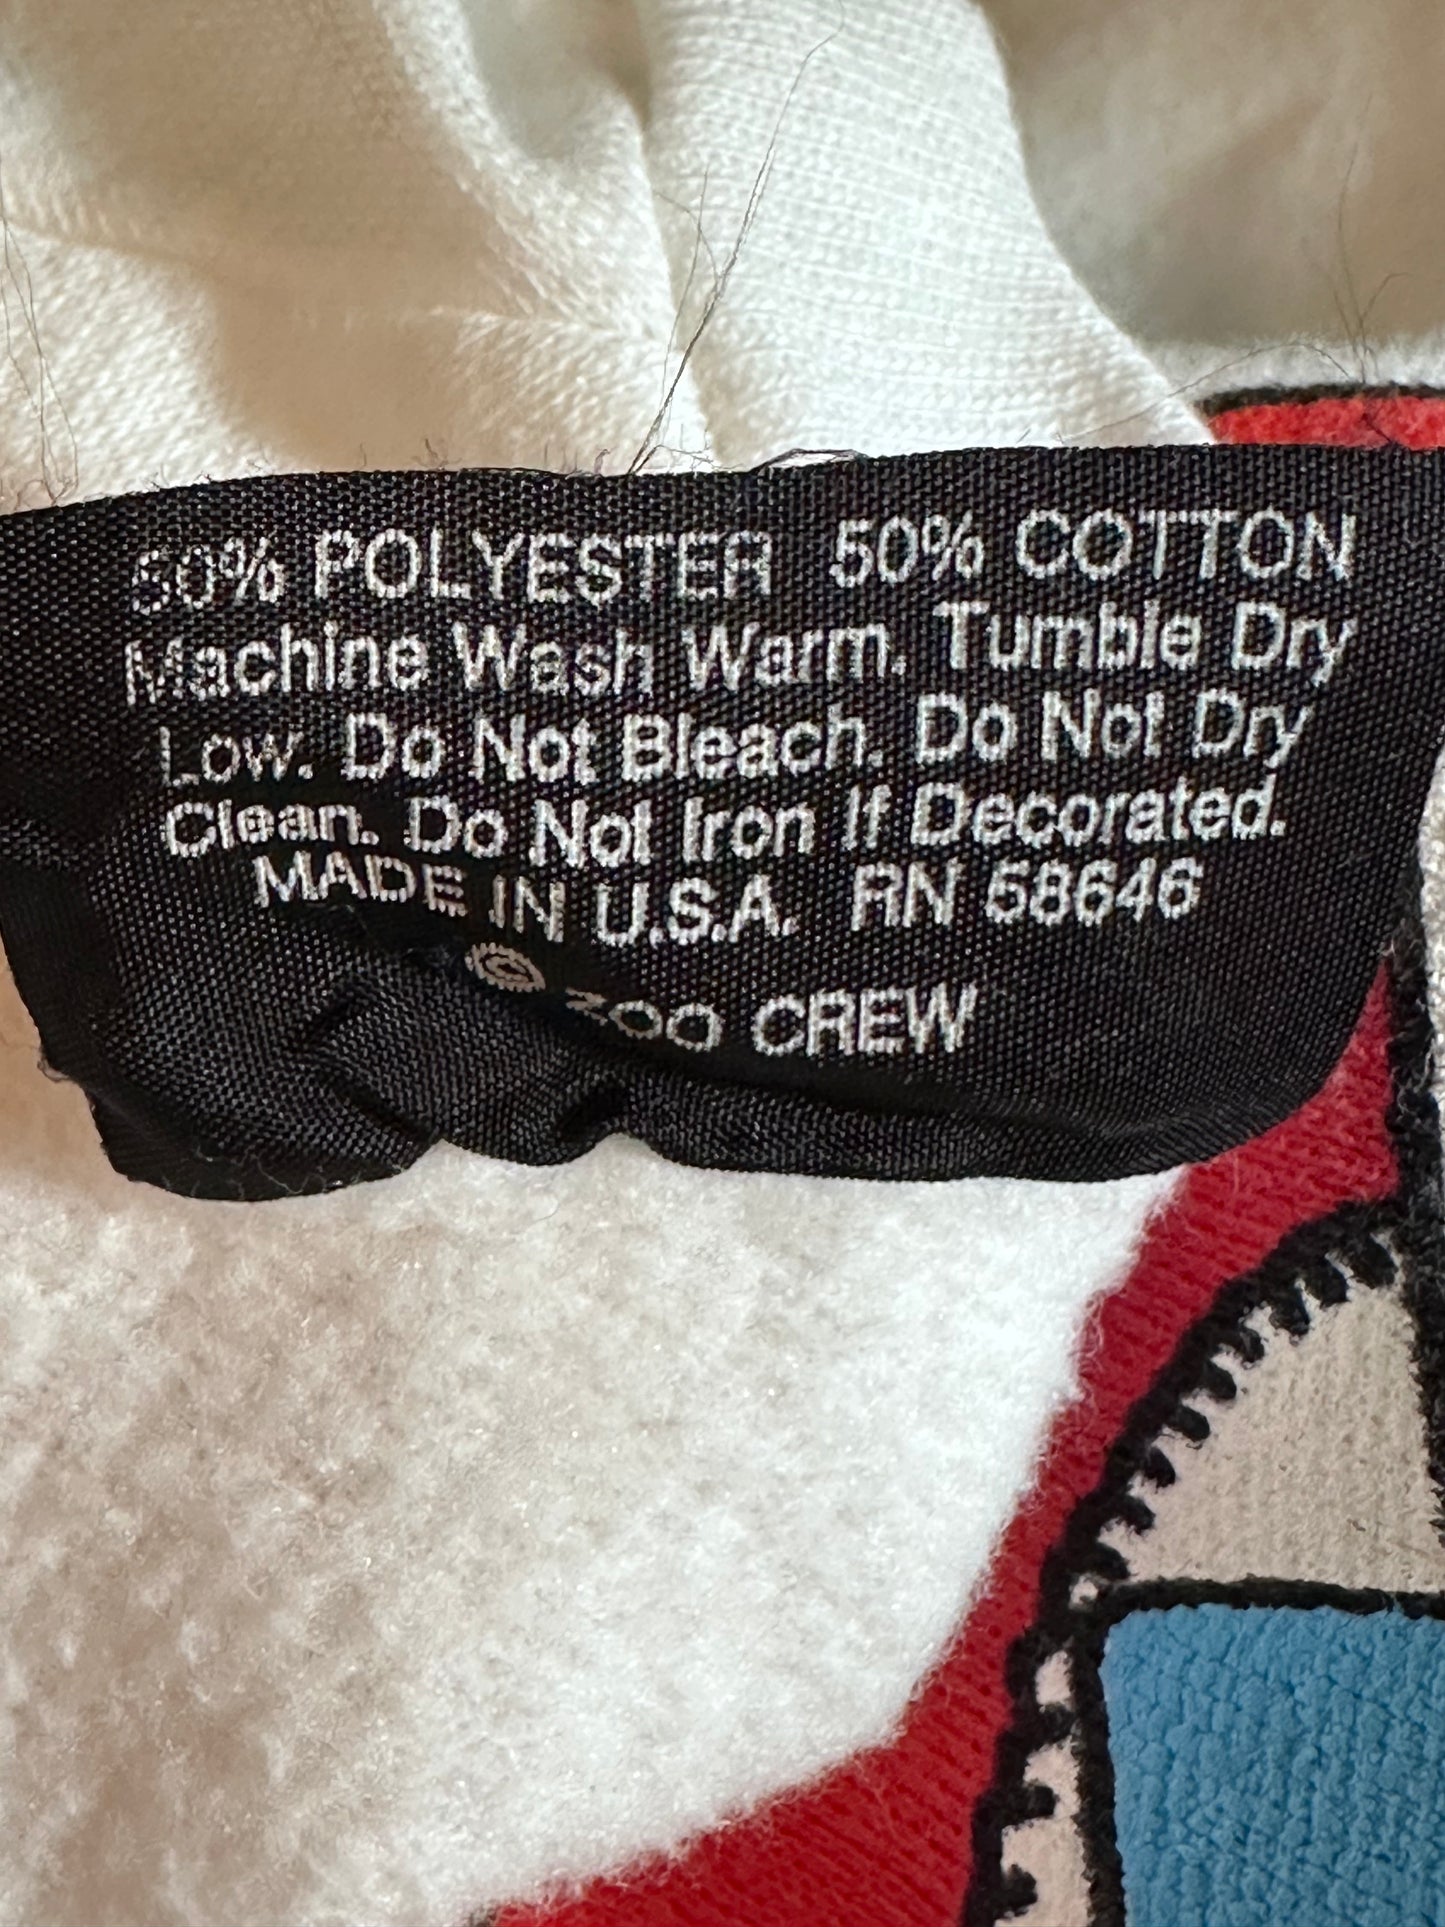 50% POLYESTER 50% COTTON
Machine Wash Warm. Tumble Dry
Low. Do Not Bleach. Do Not Dry
Clean. Do Not Iron If Decorated.
MADE IN U.S.A. RN 58646
© ZOO CREW